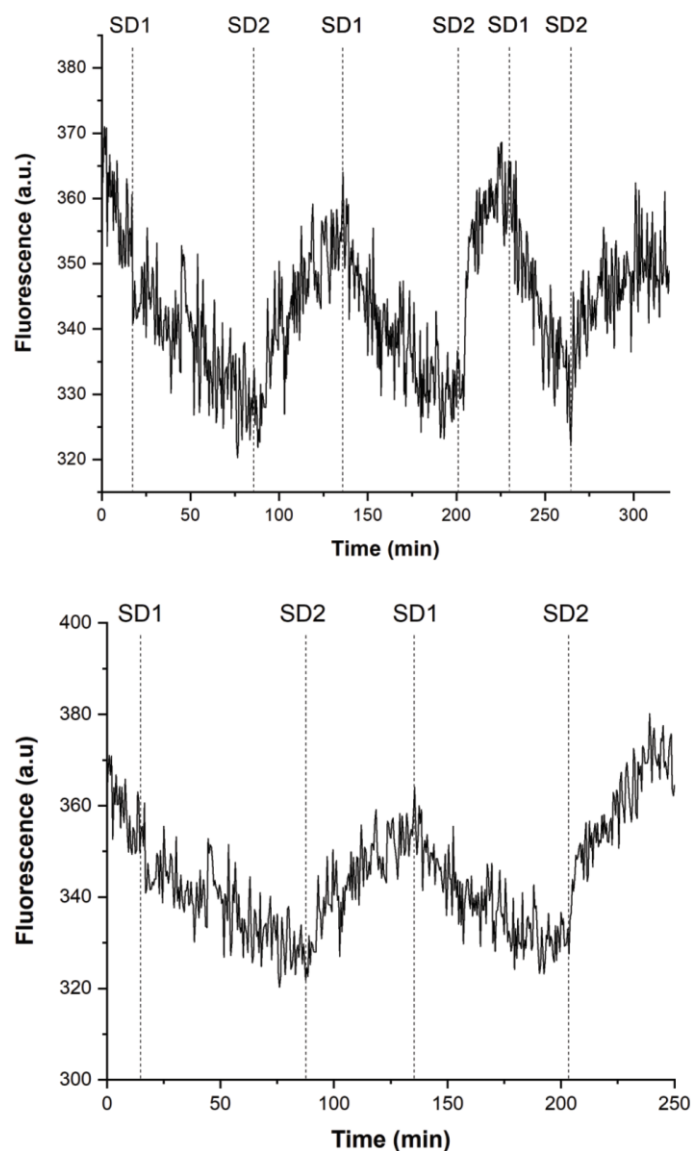 SD1 SD2 SD1 SD2 SD1 SD2
380
370
360
350
340
330
320
Fluorescence (a.u.)
0 50 100 150 200 250 300
Time (min)
SD1 SD2 SD1 SD2
400
380
360
340
320
300
Fluorescence (a.u)
0 50 100 150 200 250
Time (min)